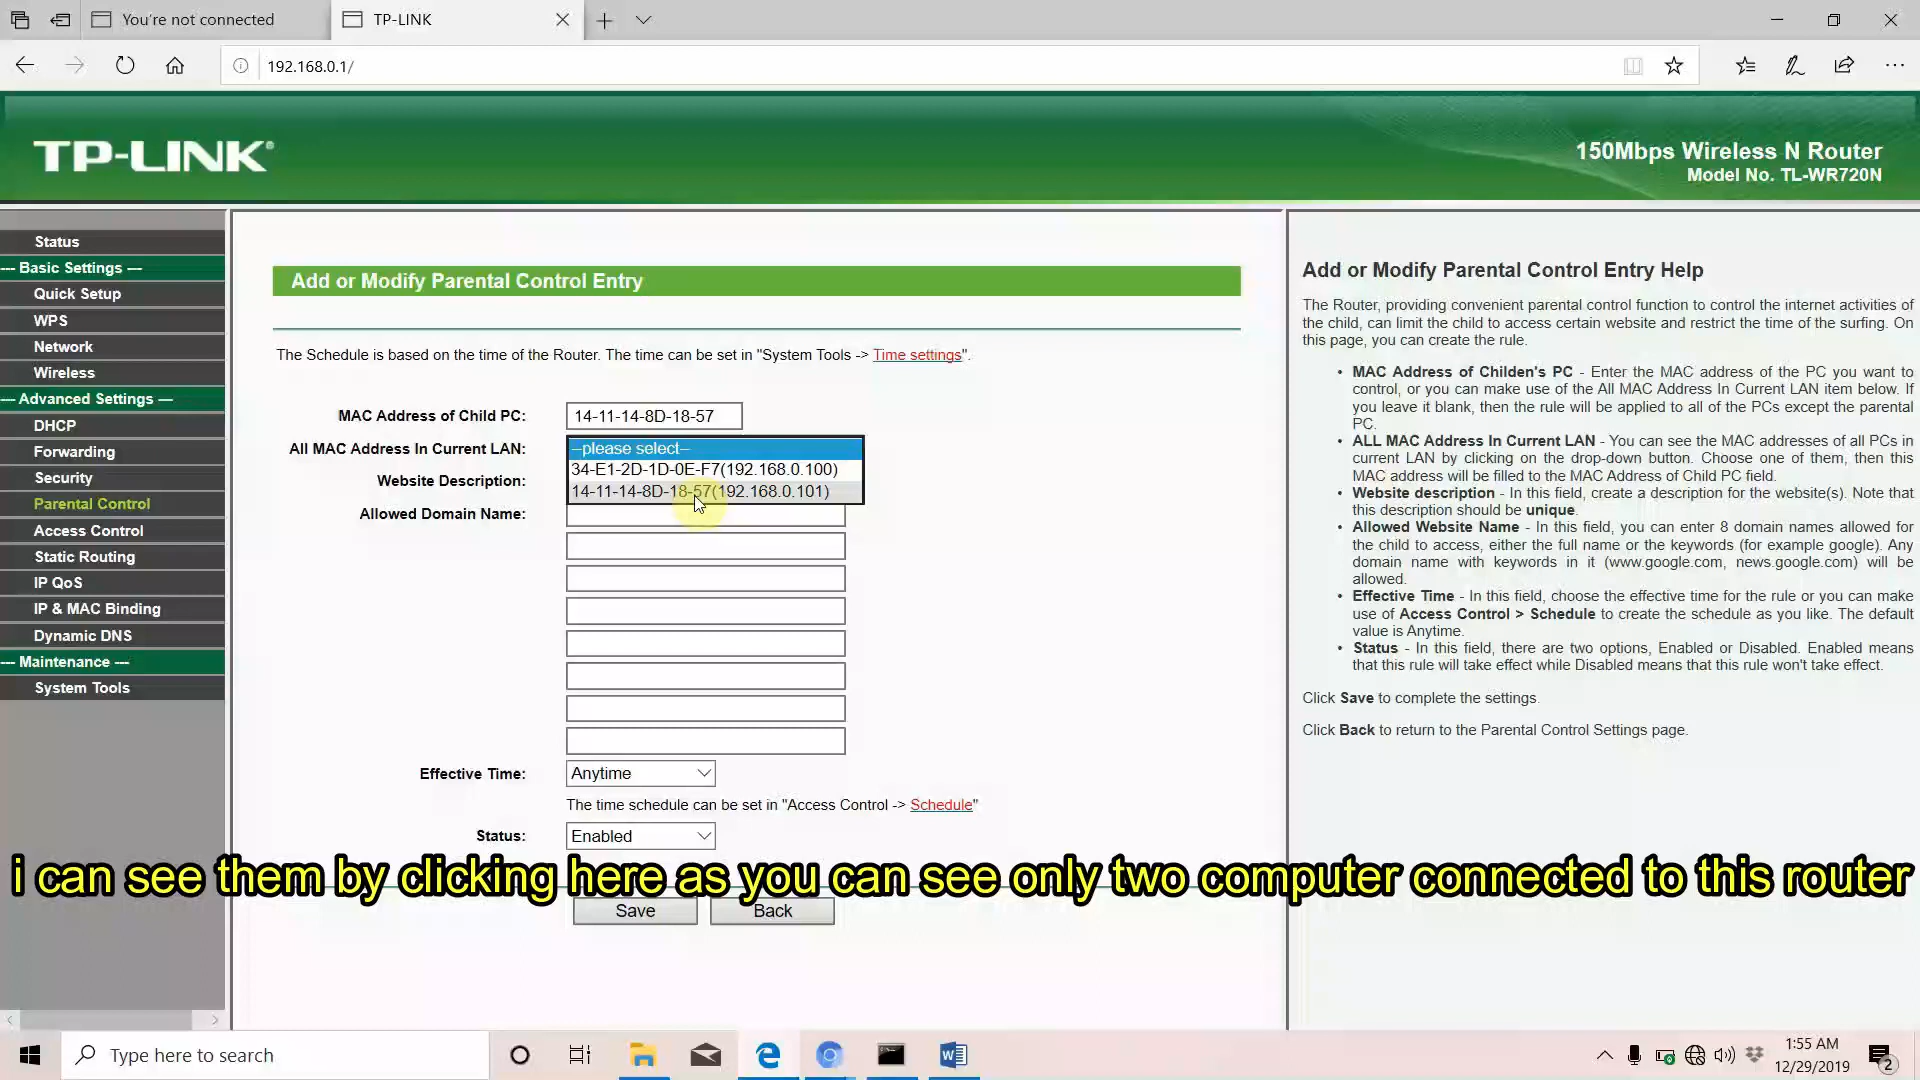 You're not connected
TP-LINK
192.168.0.1/
TP-LINK®
150Mbps Wireless N Router
Model No. TL-WR720N
Status
--- Basic Settings ---
Quick Setup
WPS
Network
Wireless
--- Advanced Settings ---
DHCP
Forwarding
Security
Parental Control
Access Control
Static Routing
IP QoS
IP & MAC Binding
Dynamic DNS
--- Maintenance ---
System Tools
Add or Modify Parental Control Entry
The Schedule is based on the time of the Router. The time can be set in "System Tools -> Time settings".
MAC Address of Child PC: 14-11-14-8D-18-57
All MAC Address In Current LAN: --please select--
34-E1-2D-1D-0E-F7(192.168.0.100)
Website Description: 14-11-14-8D-18-57(192.168.0.101)
Allowed Domain Name:
Effective Time: Anytime
The time schedule can be set in "Access Control -> Schedule"
Status: Enabled
Save Back
Add or Modify Parental Control Entry Help
The Router, providing convenient parental control function to control the internet activities of
the child, can limit the child to access certain website and restrict the time of the surfing. On
this page, you can create the rule.
• MAC Address of Childen's PC - Enter the MAC address of the PC you want to
control, or you can make use of the All MAC Address In Current LAN item below. If
you leave it blank, then the rule will be applied to all of the PCs except the parental
PC.
• ALL MAC Address In Current LAN - You can see the MAC addresses of all PCs in
current LAN by clicking on the drop-down button. Choose one of them, then this
MAC address will be filled to the MAC Address of Child PC field.
• Website description - In this field, create a description for the website(s). Note that
this description should be unique.
• Allowed Website Name - In this field, you can enter 8 domain names allowed for
the child to access, either the full name or the keywords (for example google). Any
domain name with keywords in it (www.google.com, news.google.com) will be
allowed.
• Effective Time - In this field, choose the effective time for the rule or you can make
use of Access Control > Schedule to create the schedule as you like. The default
value is Anytime.
• Status - In this field, there are two options, Enabled or Disabled. Enabled means
that this rule will take effect while Disabled means that this rule won't take effect.
Click Save to complete the settings.
Click Back to return to the Parental Control Settings page.
i can see them by clicking here as you can see only two computer connected to this router
Type here to search
1:55 AM
12/29/2019
2